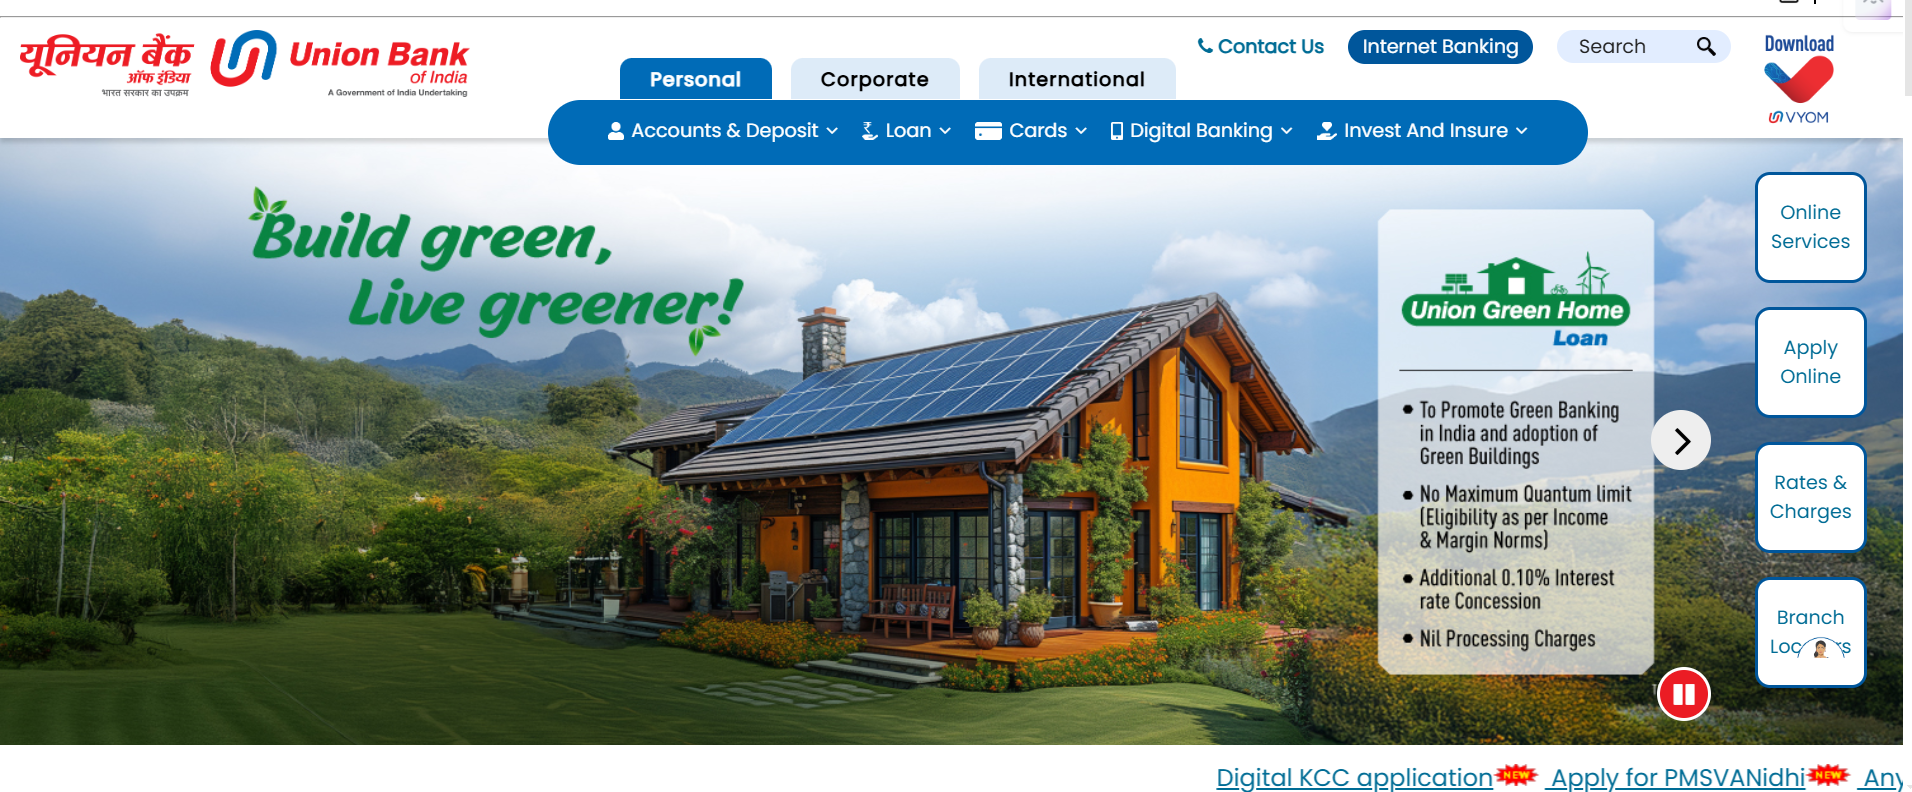 यूनियन बैंक
ऑफ इंडिया
भारत सरकार का उपक्रम
Union Bank
of India
A Government of India Undertaking
Personal
Corporate
International
Contact Us
Internet Banking
Search
Download
VYOM
Accounts & Deposit
Loan
Cards
Digital Banking
Invest And Insure
Build green,
Live greener!
Union Green Home
Loan
• To Promote Green Banking
in India and adoption of
Green Buildings
• No Maximum Quantum limit
(Eligibility as per Income
& Margin Norms)
• Additional 0.10% Interest
rate Concession
• Nil Processing Charges
Online
Services
Apply
Online
Rates &
Charges
Branch
Digital KCC application NEW Apply for PMSVANidhi NEW Any